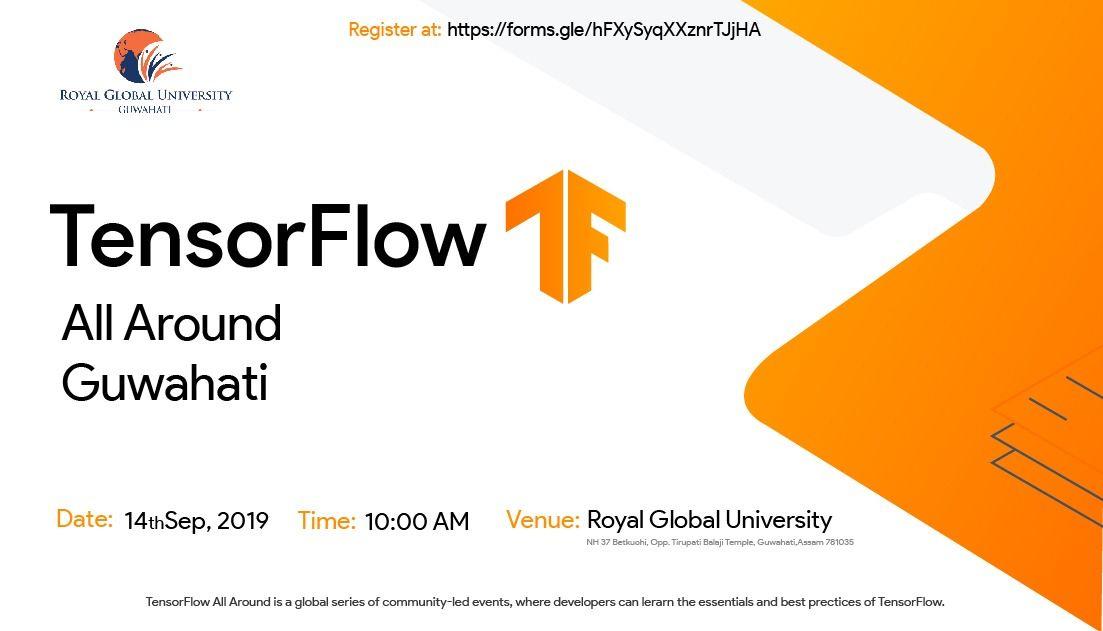 Register at: https://forms.gle/hFXySyqXXznrTJjHA
ROYAL GLOBAL UNIVERSITY
GUWAHATI
TensorFlow
All Around
Guwahati
Date: 14thSep, 2019 Time: 10:00 AM Venue: Royal Global University
NH 37 Betkuchi, Opp. Tirupati Balaji Temple, Guwahati,Assam 781035
TensorFlow All Around is a global series of community-led events, where developers can lerarn the essentials and best prectices of TensorFlow.